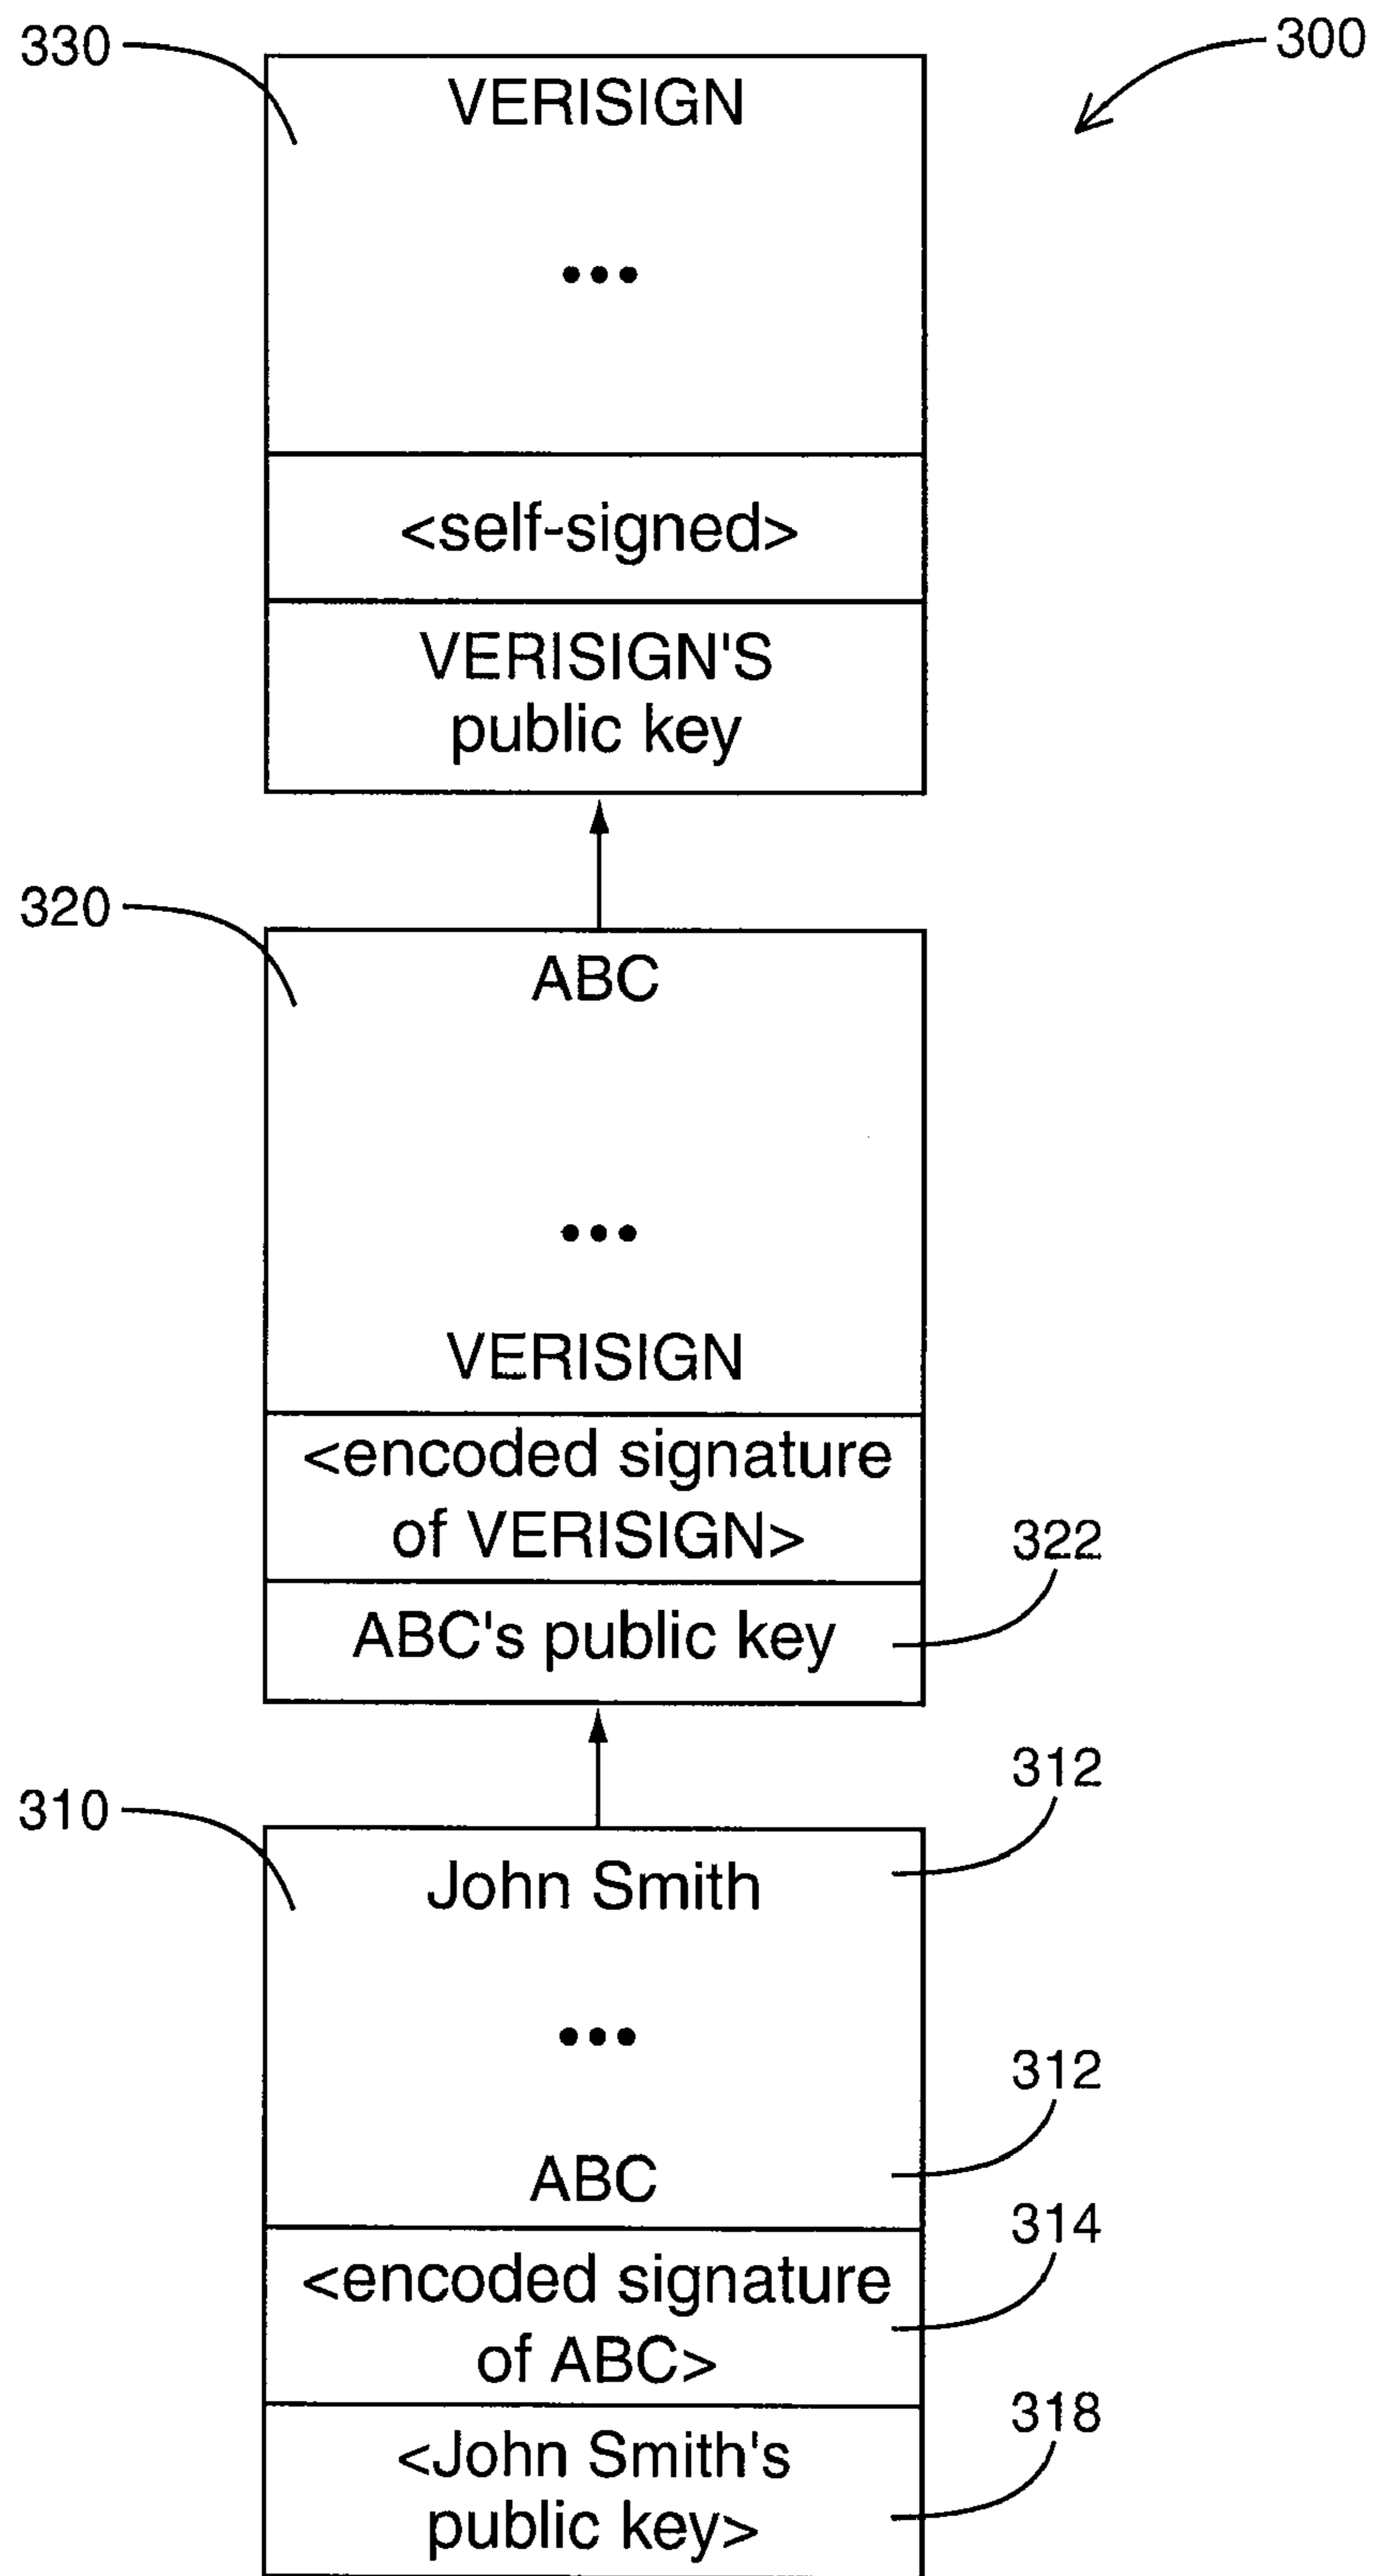 330
300
VERISIGN
•••
<self-signed>
VERISIGN'S
public key
320
ABC
•••
VERISIGN
<encoded signature
of VERISIGN>
322
ABC's public key
312
310
John Smith
•••
312
ABC
314
<encoded signature
of ABC>
318
<John Smith's
public key>